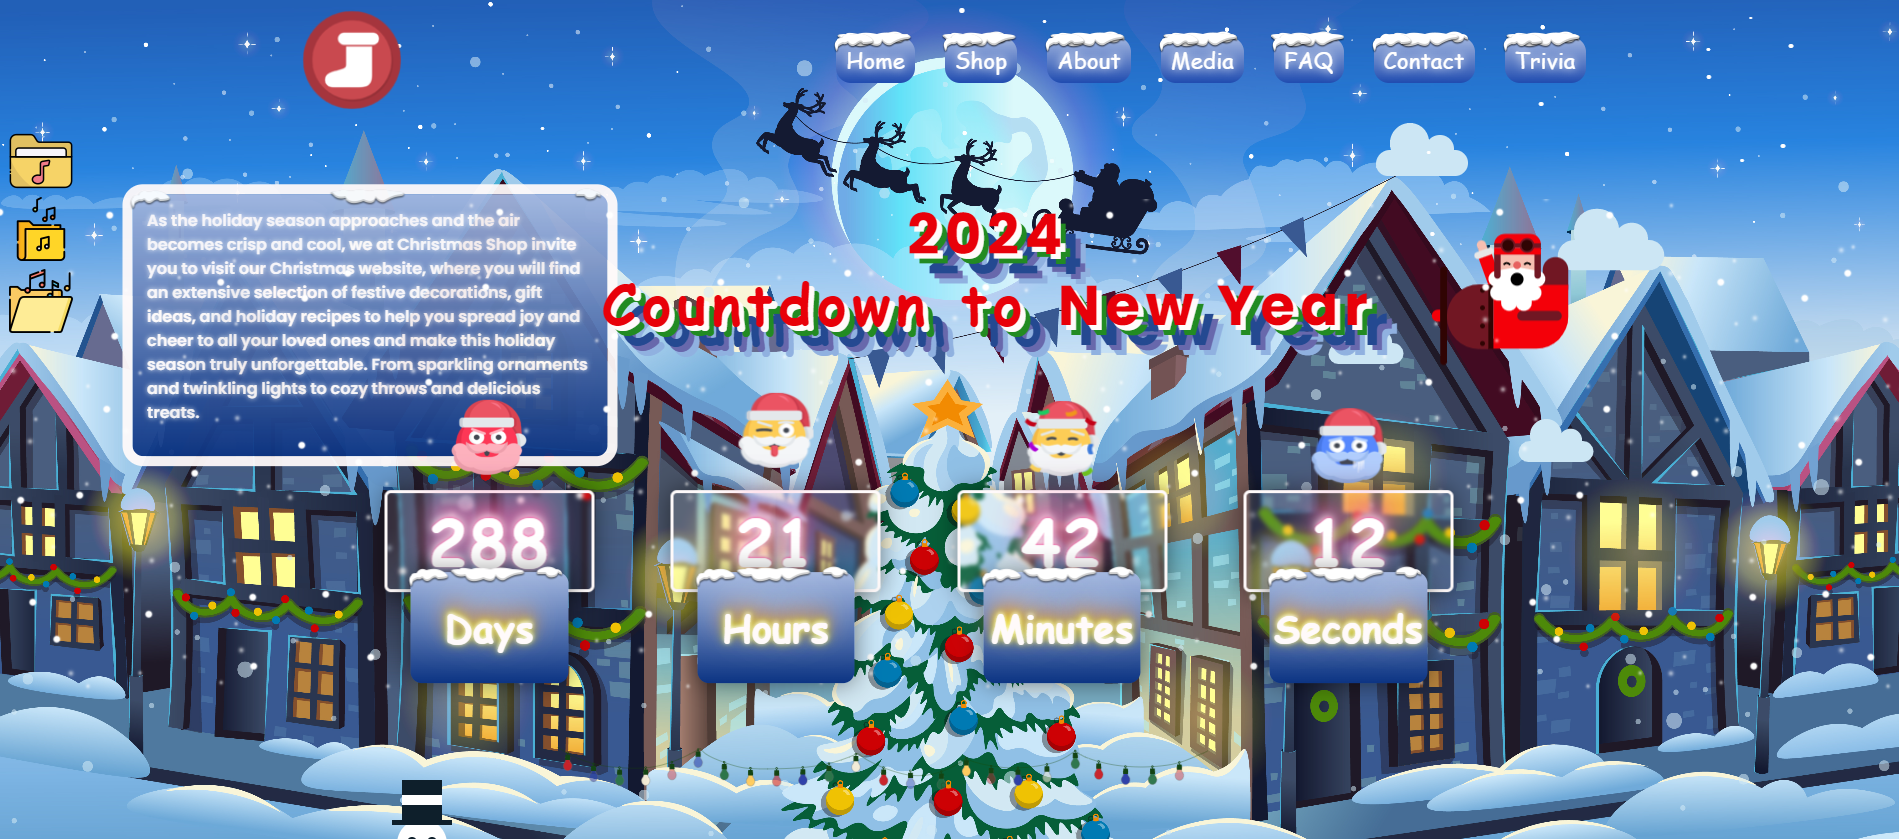 Home
Shop
About
Media
FAQ
Contact
Trivia
As the holiday season approaches and the air
becomes crisp and cool, we at Christmas Shop invite
you to visit our Christmas website, where you will find
an extensive selection of festive decorations, gift
ideas, and holiday recipes to help you spread joy and
cheer to all your loved ones and make this holiday
season truly unforgettable. From sparkling ornaments
and twinkling lights to cozy throws and delicious
treats.
2024
Countdown to New Year
288
21
42
12
Days
Hours
Minutes
Seconds